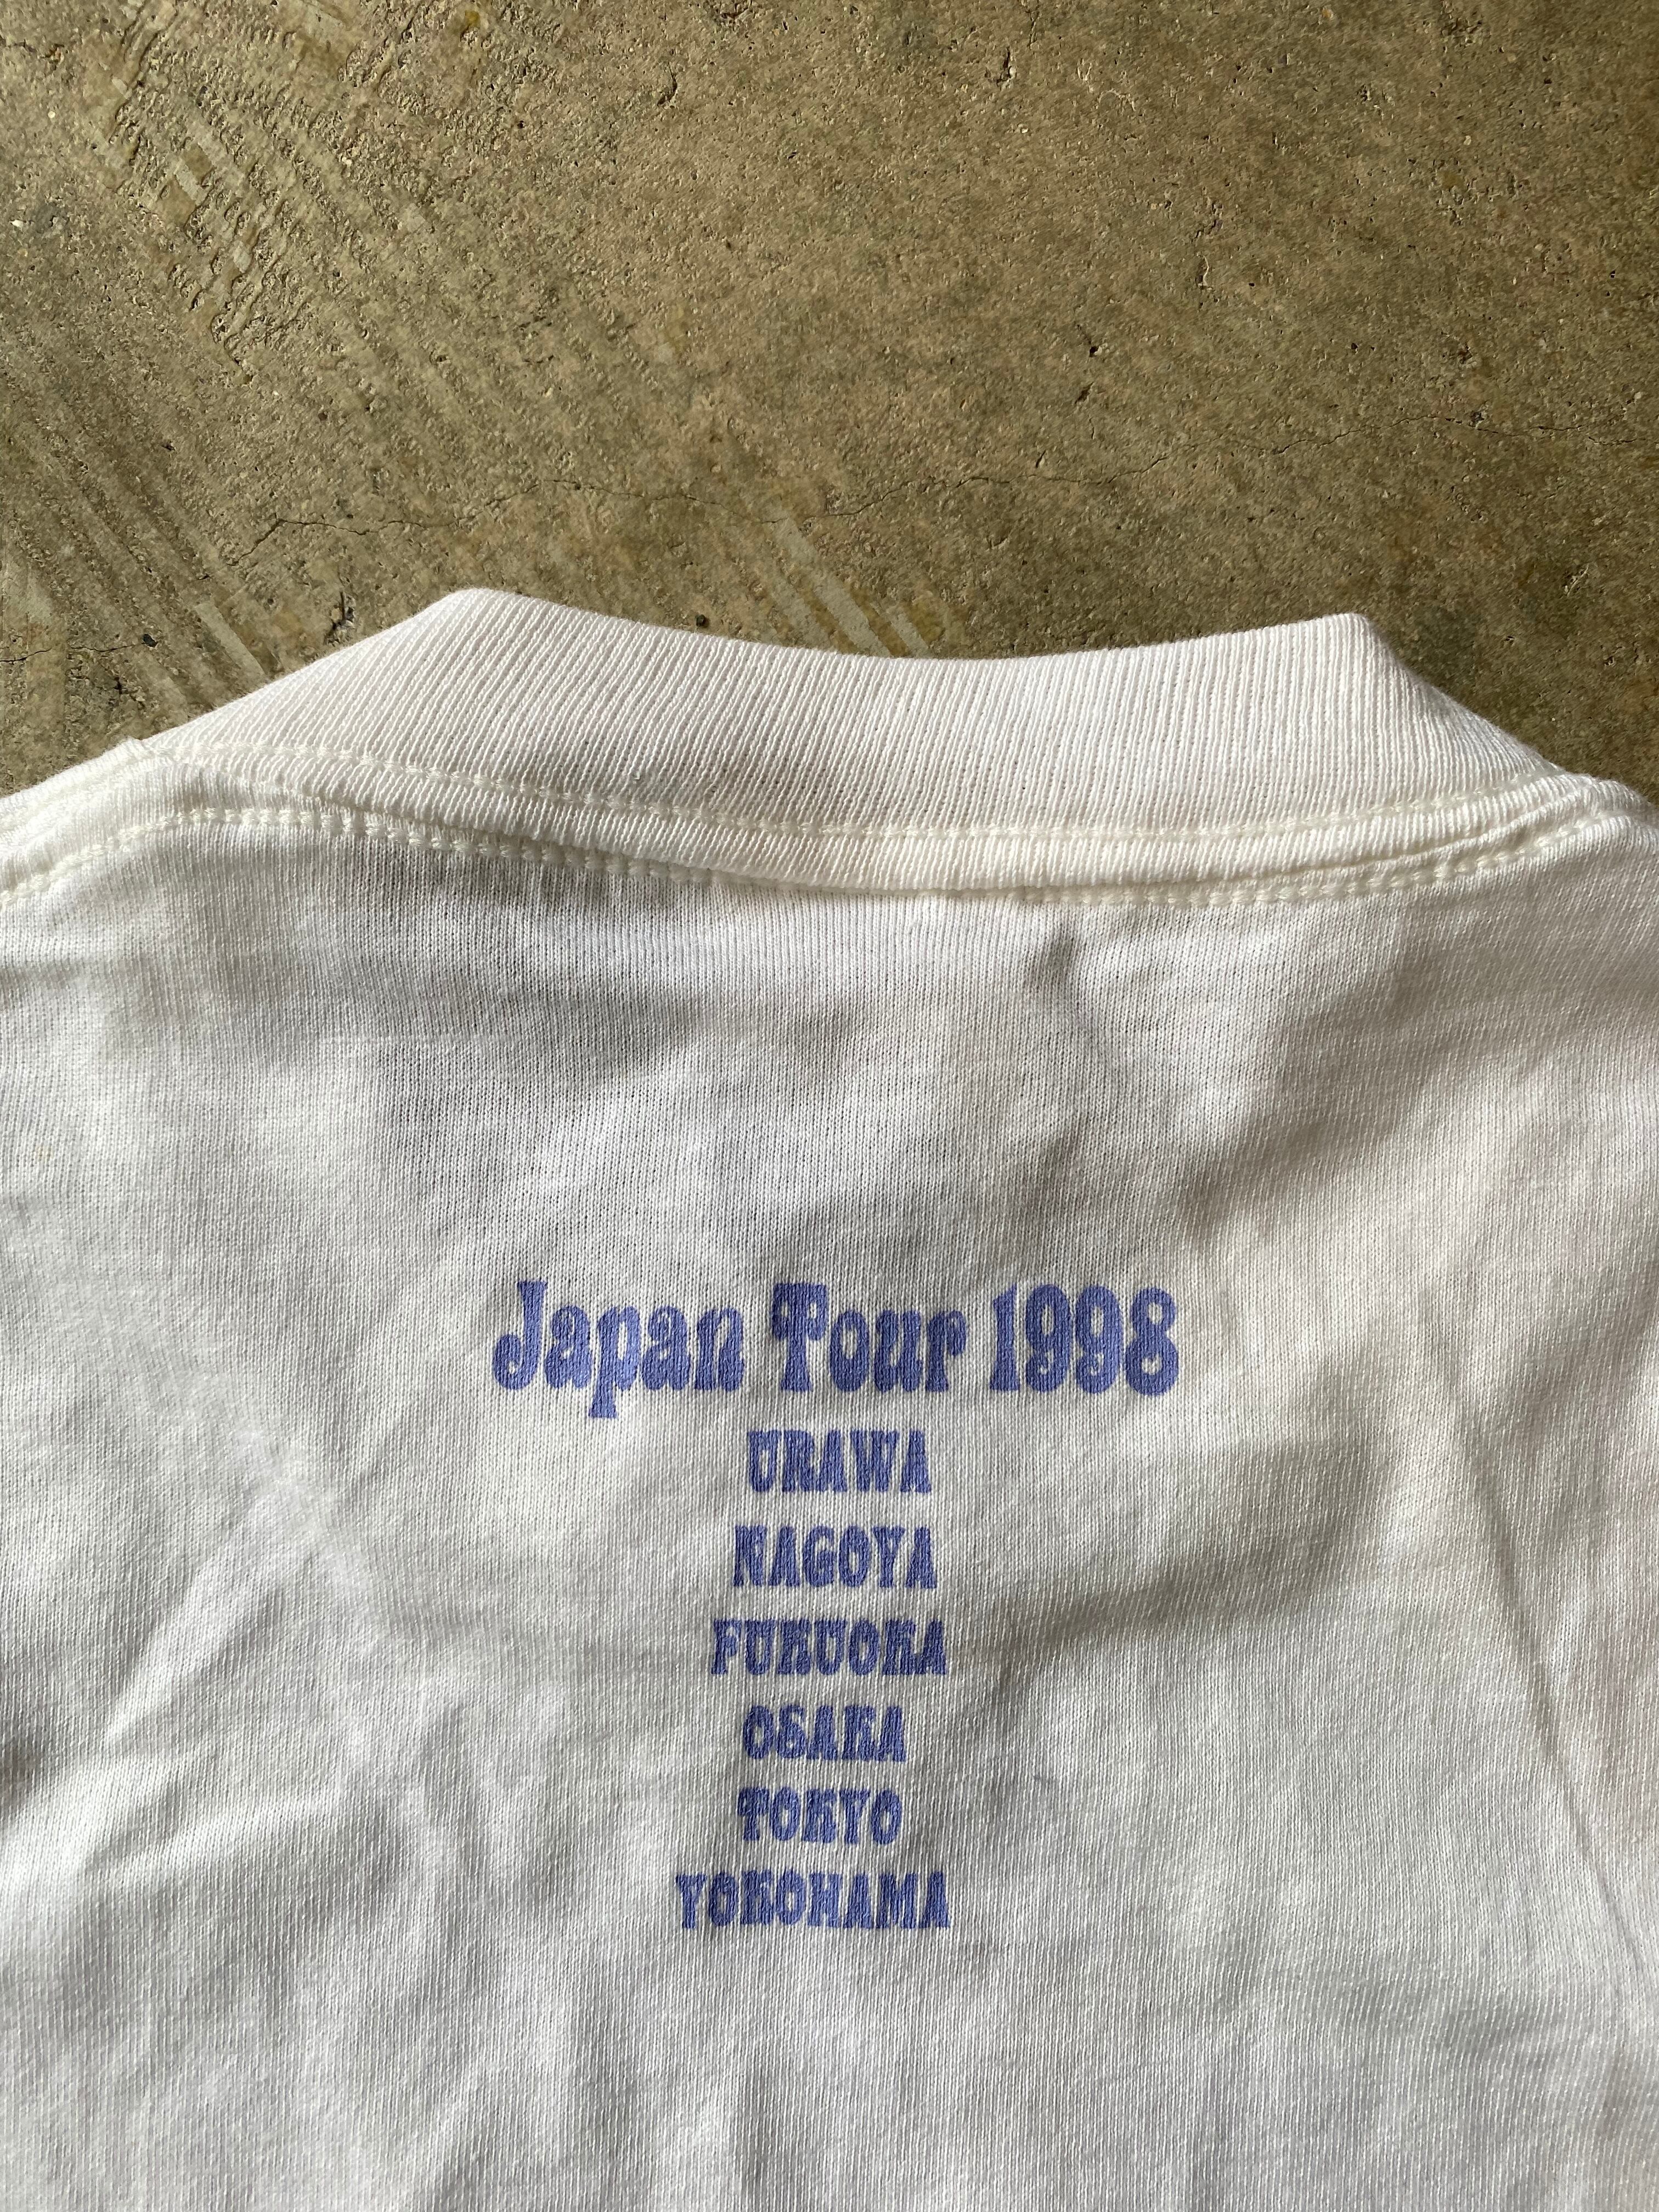 Japan Tour 1998
URAWA
NAGOYA
FUKUOKA
OSAKA
TOKYO
YOKOHAMA